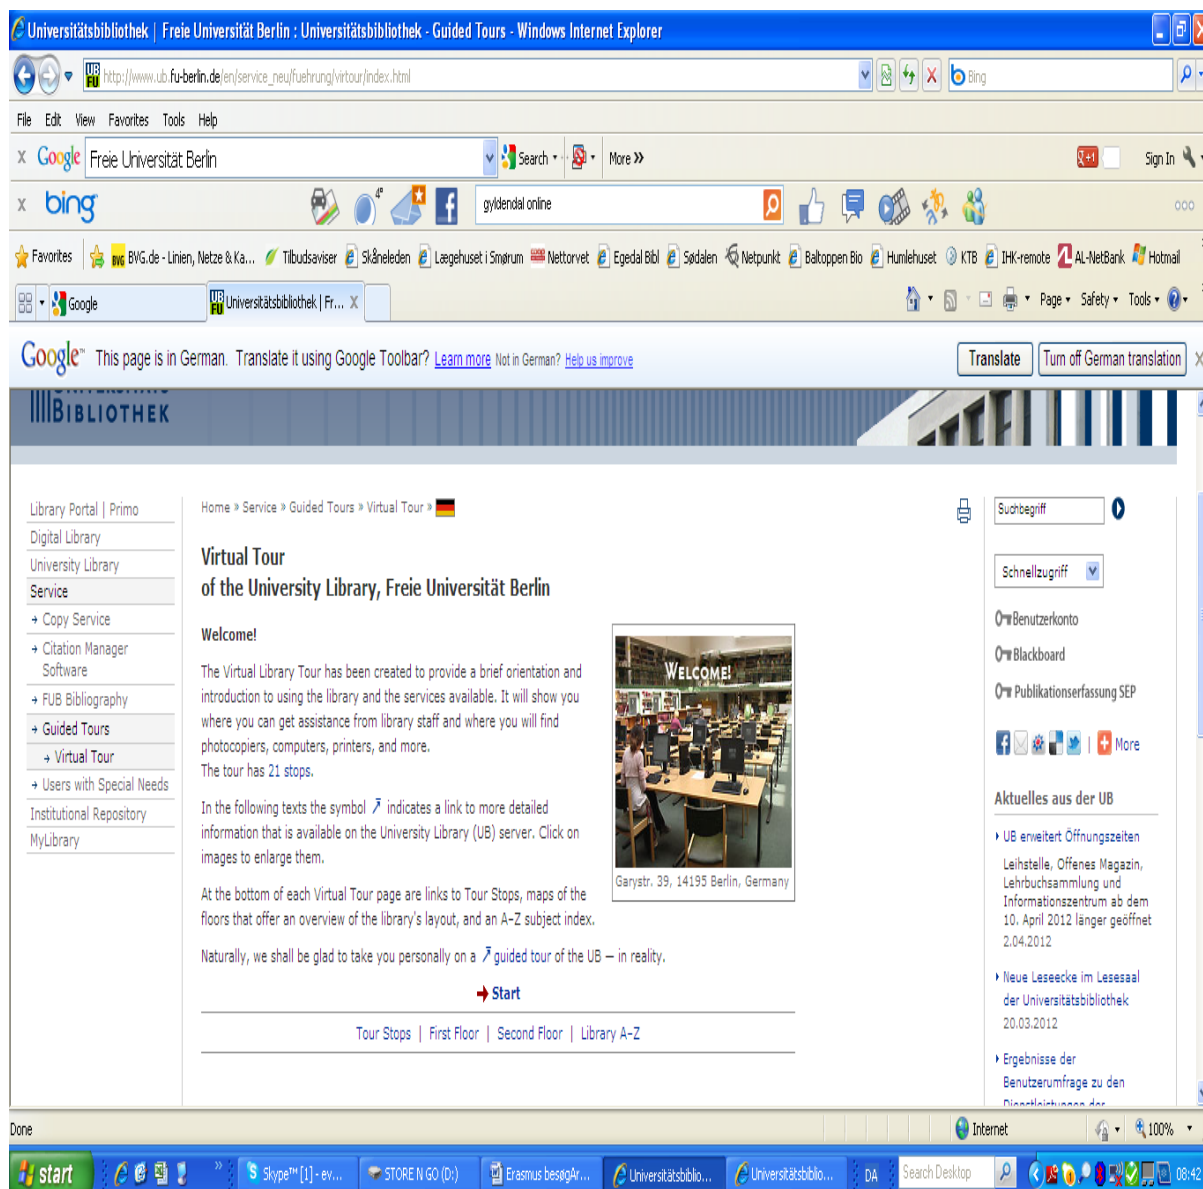 Universitätsbibliothek | Freie Universität Berlin : Universitätsbibliothek - Guided Tours - Windows Internet Explorer
http://www.ub.fu-berlin.de/en/service_neu/fuehrung/virtour/index.html
Bing
File Edit View Favorites Tools Help
x Google Freie Universität Berlin Search More »
Sign In
x bing 4° gyldendal online
Favorites BVG.de - Linien, Netze & Ka... Tilbudsaviser Skåneleden Lægehuset i Smørum Nettorvet Egedal Bibl Sødalen Netpunkt Baltoppen Bio Humlehuset KTB IHK-remote AL-NetBank Hotmail
Google Universitätsbibliothek | Fr... X Page Safety Tools
Google™ This page is in German. Translate it using Google Toolbar? Learn more Not in German? Help us improve Translate Turn off German translation
BIBLIOTHEK
Library Portal | Primo
Digital Library
University Library
Service
Copy Service
Citation Manager
Software
FUB Bibliography
Guided Tours
Virtual Tour
Users with Special Needs
Institutional Repository
MyLibrary
Home » Service » Guided Tours » Virtual Tour »
Virtual Tour
of the University Library, Freie Universität Berlin
Welcome!
The Virtual Library Tour has been created to provide a brief orientation and
introduction to using the library and the services available. It will show you
where you can get assistance from library staff and where you will find
photocopiers, computers, printers, and more.
The tour has 21 stops.
In the following texts the symbol indicates a link to more detailed
information that is available on the University Library (UB) server. Click on
images to enlarge them.
At the bottom of each Virtual Tour page are links to Tour Stops, maps of the
floors that offer an overview of the library's layout, and an A-Z subject index.
Naturally, we shall be glad to take you personally on a guided tour of the UB — in reality.
WELCOME!
Garystr. 39, 14195 Berlin, Germany
Start
Tour Stops | First Floor | Second Floor | Library A-Z
Suchbegriff
Schnellzugriff
Benutzerkonto
Blackboard
Publikationserfassung SEP
| More
Aktuelles aus der UB
UB erweitert Öffnungszeiten
Leihstelle, Offenes Magazin,
Lehrbuchsammlung und
Informationszentrum ab dem
10. April 2012 länger geöffnet
2.04.2012
Neue Leseecke im Lesesaal
der Universitätsbibliothek
20.03.2012
Ergebnisse der
Benutzerumfrage zu den
Dienstleistungen der
Done Internet 100%
start Skype™ [1] - ev... STORE N GO (D:) Erasmus besøgAr... Universitätsbiblio... Universitätsbiblio... DA Search Desktop 08:42